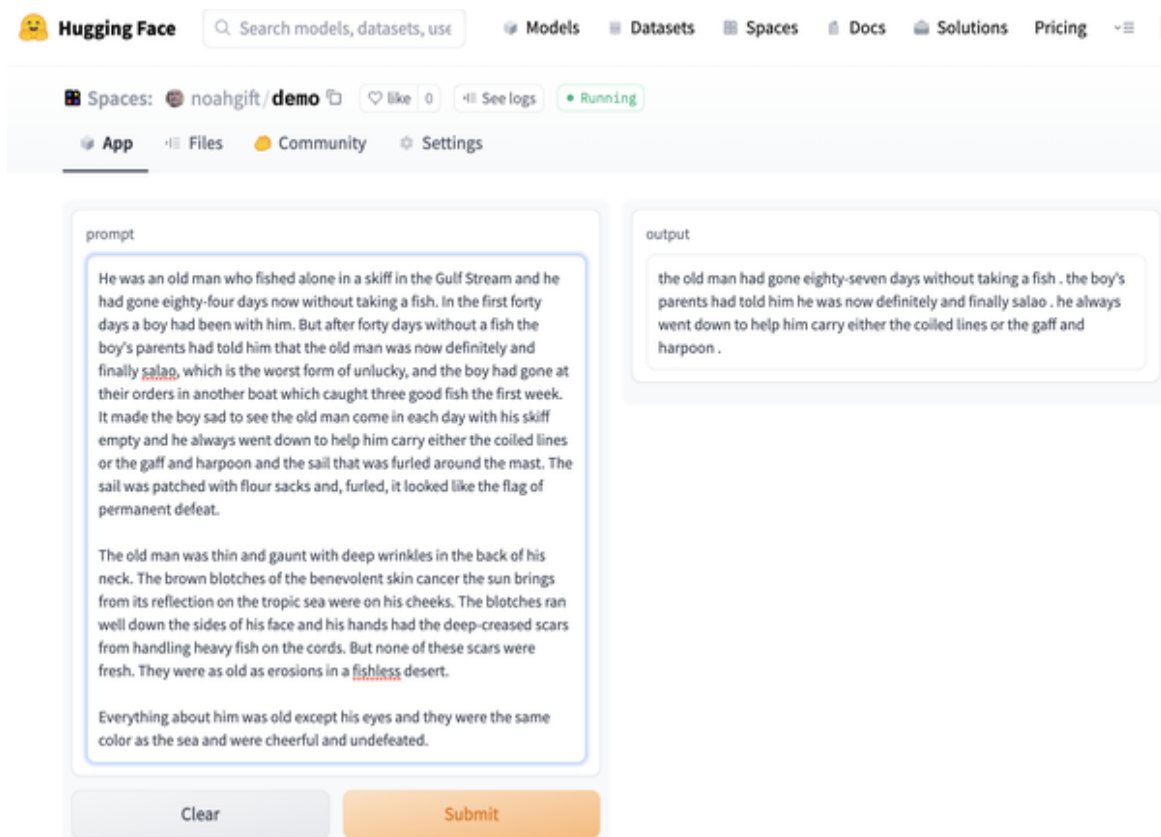 Hugging Face
Search models, datasets, use
Models
Datasets
Spaces
Docs
Solutions
Pricing
Spaces:
noahgift/demo
like
0
See logs
Running
App
Files
Community
Settings
prompt
He was an old man who fished alone in a skiff in the Gulf Stream and he
had gone eighty-four days now without taking a fish. In the first forty
days a boy had been with him. But after forty days without a fish the
boy's parents had told him that the old man was now definitely and
finally salao, which is the worst form of unlucky, and the boy had gone at
their orders in another boat which caught three good fish the first week.
It made the boy sad to see the old man come in each day with his skiff
empty and he always went down to help him carry either the coiled lines
or the gaff and harpoon and the sail that was furled around the mast. The
sail was patched with flour sacks and, furled, it looked like the flag of
permanent defeat.
The old man was thin and gaunt with deep wrinkles in the back of his
neck. The brown blotches of the benevolent skin cancer the sun brings
from its reflection on the tropic sea were on his cheeks. The blotches ran
well down the sides of his face and his hands had the deep-creased scars
from handling heavy fish on the cords. But none of these scars were
fresh. They were as old as erosions in a fishless desert.
Everything about him was old except his eyes and they were the same
color as the sea and were cheerful and undefeated.
Clear
Submit
output
the old man had gone eighty-seven days without taking a fish . the boy's
parents had told him he was now definitely and finally salao . he always
went down to help him carry either the coiled lines or the gaff and
harpoon .